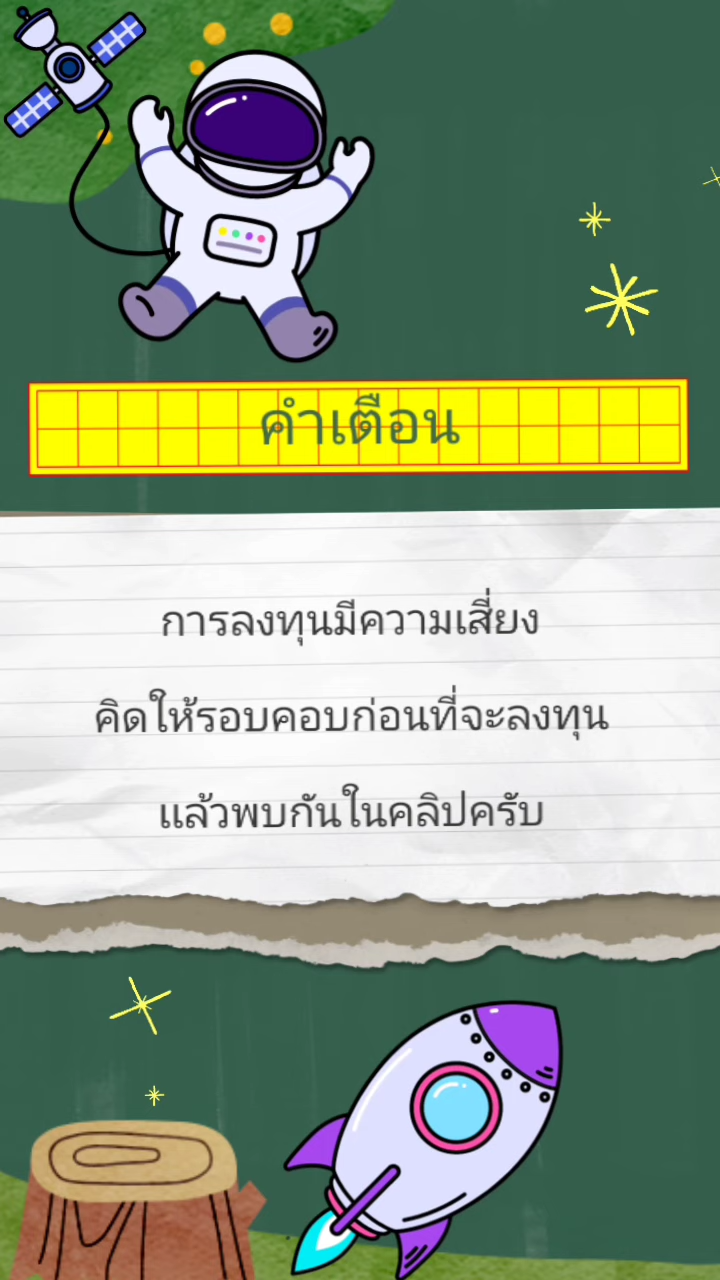 คำเตือน
การลงทุนมีความเสี่ยง
คิดให้รอบคอบก่อนที่จะลงทุน
แล้วพบกันในคลิปครับ